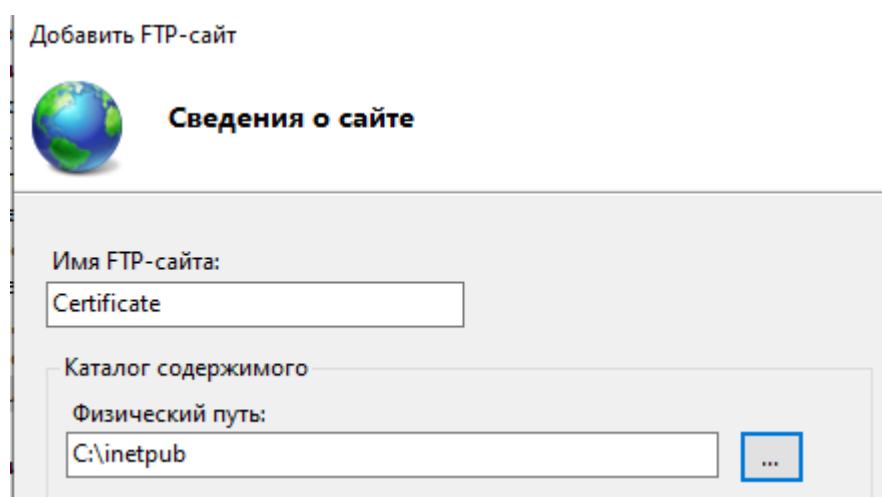 Добавить FTP-сайт
Сведения о сайте
Имя FTP-сайта:
Certificate
Каталог содержимого
Физический путь:
C:\inetpub
...